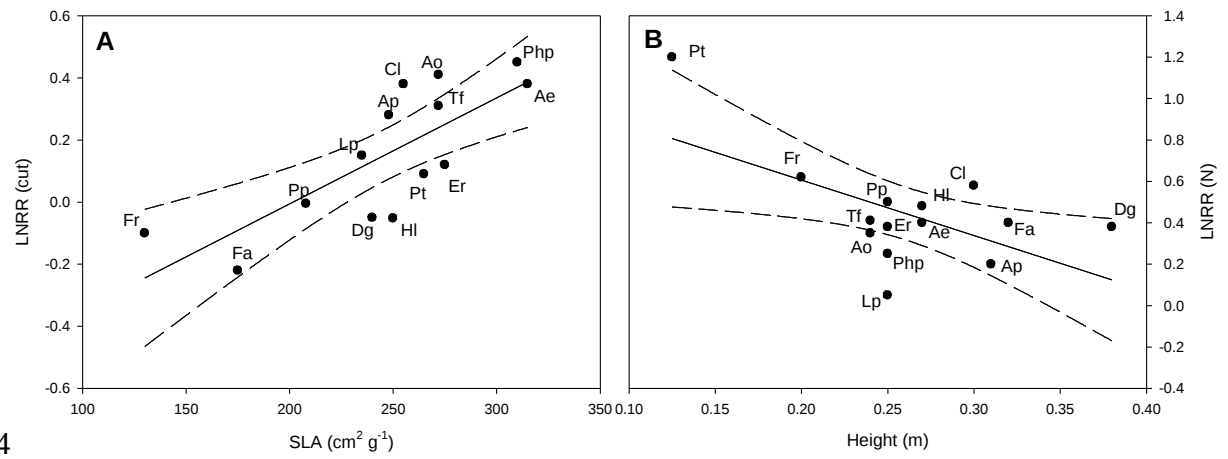 A
B
0.6
0.4
0.2
0.0
-0.2
-0.4
-0.6
LNRR (cut)
Fr
Fa
Pp
Lp
Dg
Hl
Ap
Cl
Ao
Tf
Pt
Er
Php
Ae
100
150
200
250
300
350
SLA (cm² g⁻¹)
Pt
Fr
Pp
Hl
Cl
Dg
Tf
Er
Ae
Fa
Ao
Php
Ap
Lp
1.4
1.2
1.0
0.8
0.6
0.4
0.2
0.0
-0.2
-0.4
LNRR (N)
0.10
0.15
0.20
0.25
0.30
0.35
0.40
Height (m)
4